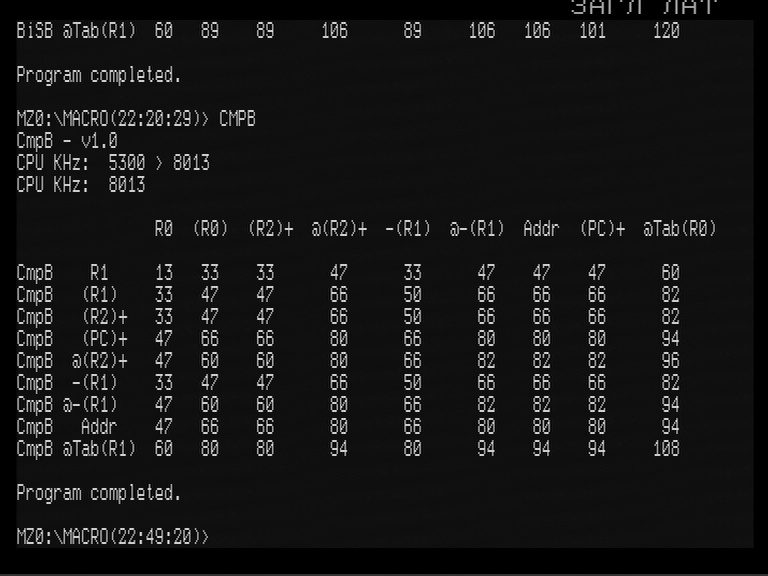 ЗАГЛ ЛАТ
BiSB @Tab(R1) 60 89 89 106 89 106 106 101 120
Program completed.
MZ0:\MACRO(22:20:29)> CMPB
CmpB - v1.0
CPU KHz: 5300 > 8013
CPU KHz: 8013
R0 (R0) (R2)+ @(R2)+ -(R1) @-(R1) Addr (PC)+ @Tab(R0)
CmpB R1 13 33 33 47 33 47 47 47 60
CmpB (R1) 33 47 47 66 50 66 66 66 82
CmpB (R2)+ 33 47 47 66 50 66 66 66 82
CmpB (PC)+ 47 66 66 80 66 80 80 80 94
CmpB @(R2)+ 47 60 60 80 66 82 82 82 96
CmpB -(R1) 33 47 47 66 50 66 66 66 82
CmpB @-(R1) 47 60 60 80 66 82 82 82 94
CmpB Addr 47 66 66 80 66 80 80 80 94
CmpB @Tab(R1) 60 80 80 94 80 94 94 94 108
Program completed.
MZ0:\MACRO(22:49:20)>